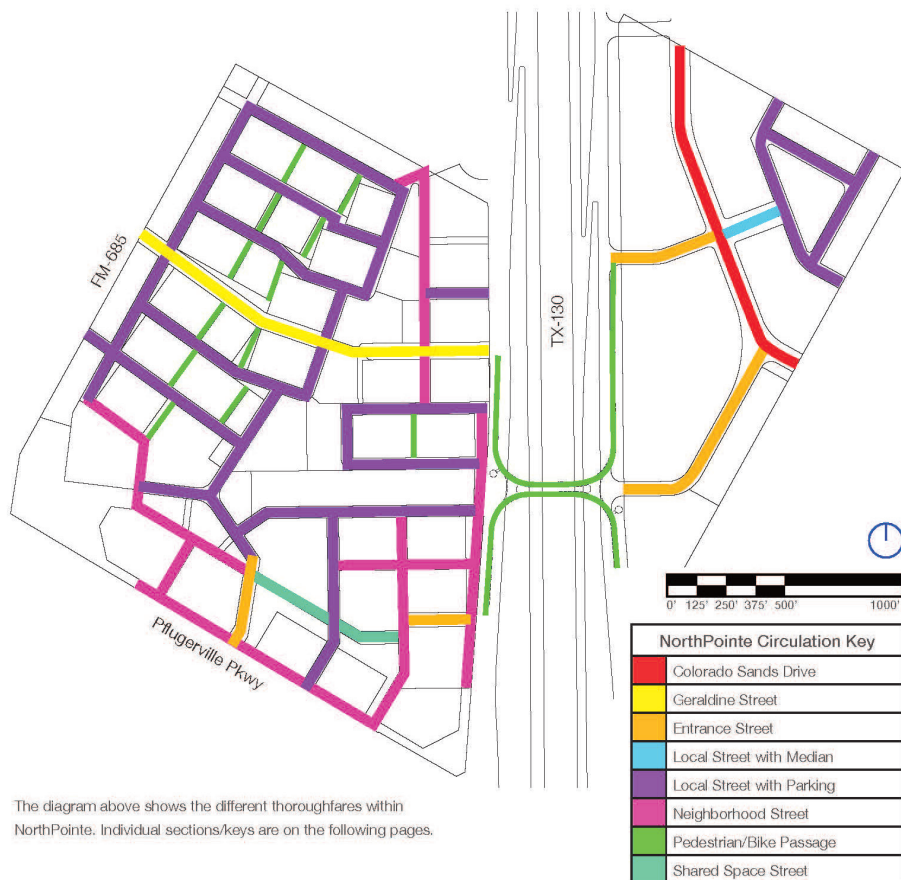 FM-685
TX-130
Pflugerville Pkwy
0' 125' 250' 375' 500' 1000'
NorthPointe Circulation Key
Colorado Sands Drive
Geraldine Street
Entrance Street
Local Street with Median
Local Street with Parking
Neighborhood Street
Pedestrian/Bike Passage
Shared Space Street
The diagram above shows the different thoroughfares within
NorthPointe. Individual sections/keys are on the following pages.